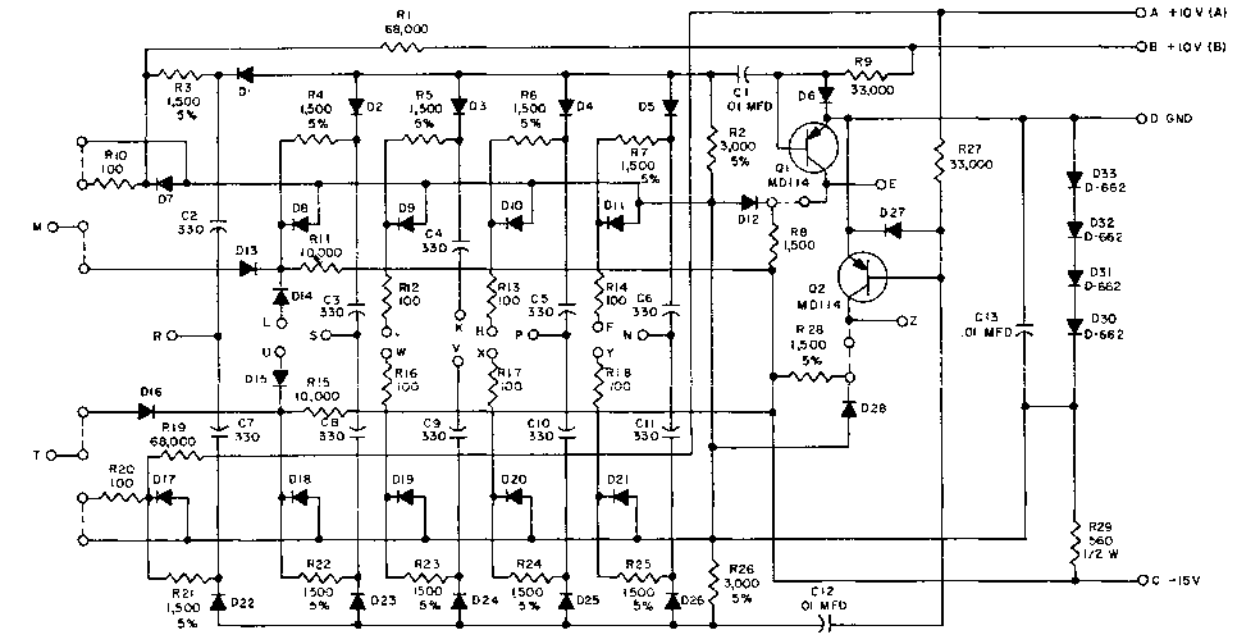 R1
68,000
A +10V (A)
B +10V (B)
R3
1,500
5%
D1
R4
1,500
5%
D2
R5
1,500
5%
D3
R6
1,500
5%
D4
D5
R7
1,500
5%
C1
.01 MFD
R2
3,000
5%
D6
R9
33,000
D GND
Q1
MD114
R27
33,000
R10
100
D7
E
D33
D-662
D32
D-662
D31
D-662
D30
D-662
C2
330
D8
D9
D10
D11
C4
330
D12
R8
1,500
D27
M
D13
R11
10,000
Q2
MD114
D14
C3
330
R12
100
R13
100
C5
330
R14
100
C6
330
Z
C13
.01 MFD
R
L
S
K
H
P
F
N
U
W
V
X
Y
R28
1,500
5%
D15
R15
10,000
R16
100
R17
100
R18
100
D16
D28
R19
68,000
C7
330
C8
330
C9
330
C10
330
C11
330
T
R20
100
D17
D18
D19
D20
D21
R29
560
1/2 W
R21
1,500
5%
D22
R22
1,500
5%
D23
R23
1,500
5%
D24
R24
1,500
5%
D25
R25
1,500
5%
D26
R26
3,000
5%
C12
.01 MFD
C -15V